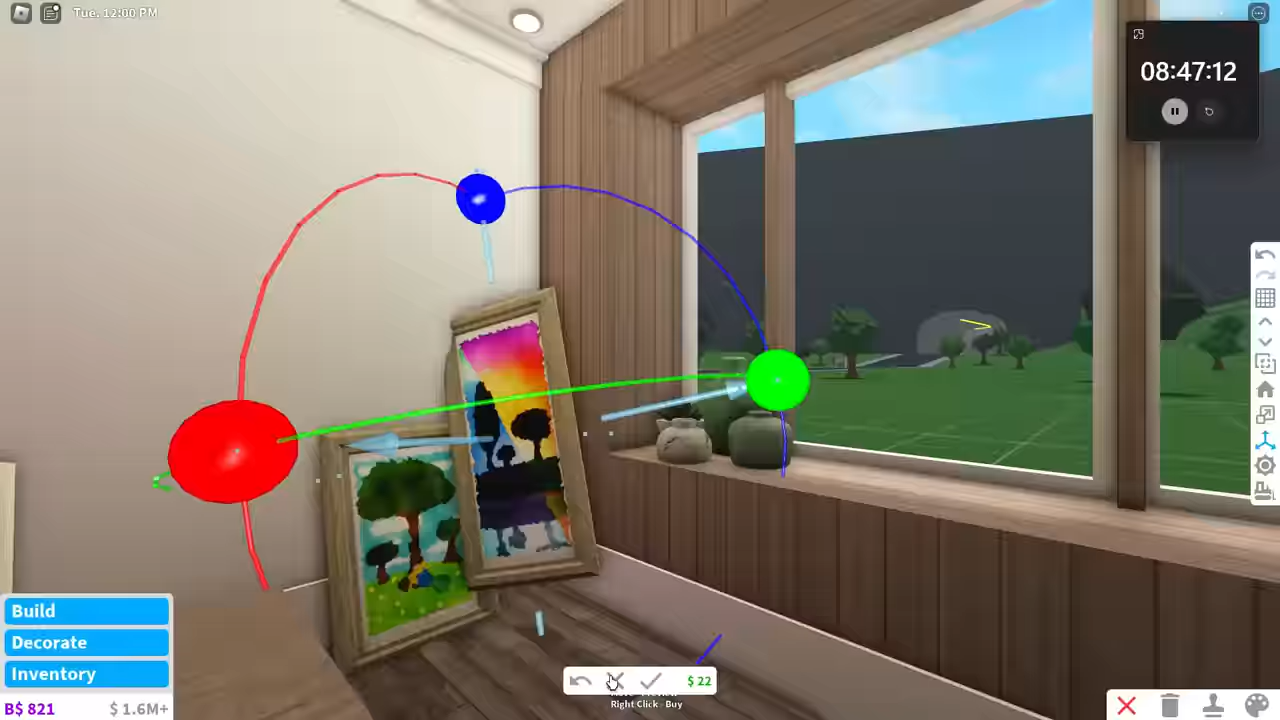 Tue. 12:00 PM
08:47:12
Build
Decorate
Inventory
B$ 821
$ 1.6M+
$ 22
Right Click - Buy